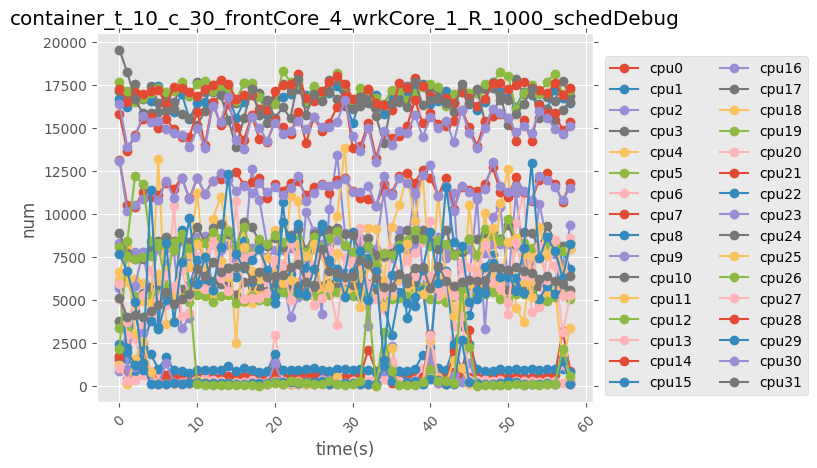 container_t_10_c_30_frontCore_4_wrkCore_1_R_1000_schedDebug
20000
17500
15000
12500
10000
7500
5000
2500
0
num
0
10
20
30
40
50
60
time(s)
cpu0
cpu1
cpu2
cpu3
cpu4
cpu5
cpu6
cpu7
cpu8
cpu9
cpu10
cpu11
cpu12
cpu13
cpu14
cpu15
cpu16
cpu17
cpu18
cpu19
cpu20
cpu21
cpu22
cpu23
cpu24
cpu25
cpu26
cpu27
cpu28
cpu29
cpu30
cpu31